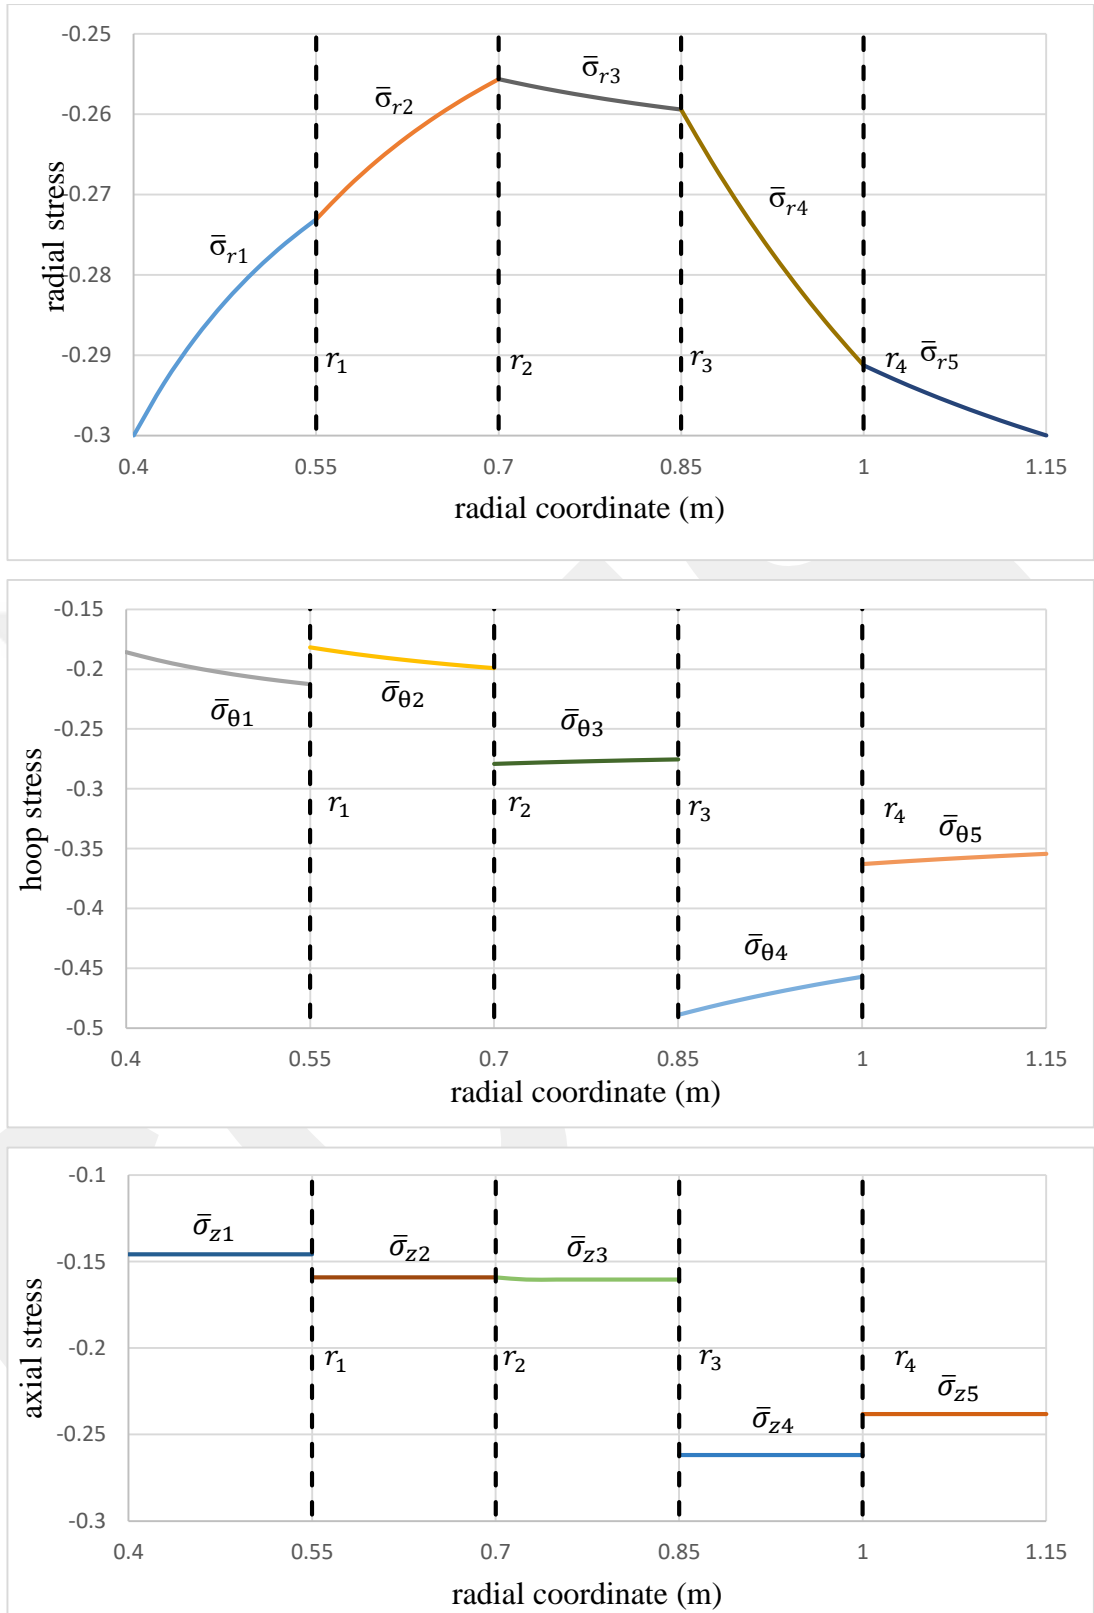 -0.25
σ̄r3
σ̄r2
-0.26
-0.27
σ̄r4
radial stress
σ̄r1
-0.28
-0.29
r1
r2
r3
r4
σ̄r5
-0.3
0.4 0.55 0.7 0.85 1 1.15
radial coordinate (m)
-0.15
-0.2
σ̄θ1
σ̄θ2
σ̄θ3
-0.25
hoop stress
-0.3
r1
r2
r3
r4
σ̄θ5
-0.35
-0.4
σ̄θ4
-0.45
-0.5
0.4 0.55 0.7 0.85 1 1.15
radial coordinate (m)
-0.1
σ̄z1
σ̄z2
σ̄z3
-0.15
axial stress
-0.2
r1
r2
r3
r4
σ̄z5
σ̄z4
-0.25
-0.3
0.4 0.55 0.7 0.85 1 1.15
radial coordinate (m)